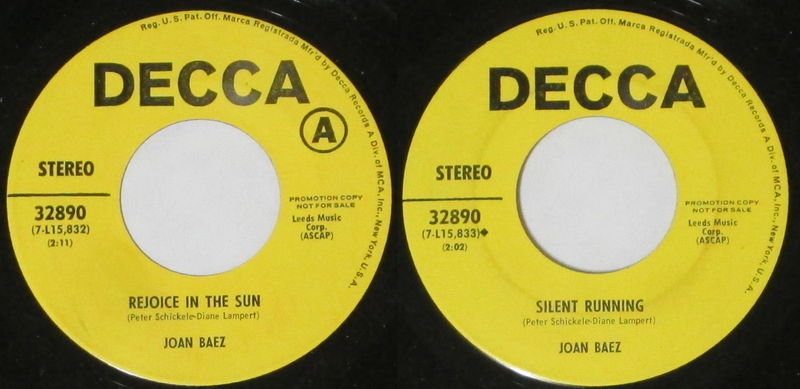 Reg. U.S. Pat. Off. Marca Registrada Mfr'd by Decca Records A Div. of MCA, Inc., New York, U.S.A.
DECCA
A
STEREO
32890
(7-L15,832)
(2:11)
PROMOTION COPY
NOT FOR SALE
Leeds Music
Corp.
(ASCAP)
REJOICE IN THE SUN
(Peter Schickele-Diane Lampert)
JOAN BAEZ
Reg. U.S. Pat. Off. Marca Registrada Mfr'd by Decca Records A Div. of MCA, Inc., New York, U.S.A.
DECCA
STEREO
32890
(7-L15,833)◆
(2:02)
PROMOTION COPY
NOT FOR SALE
Leeds Music
Corp.
(ASCAP)
SILENT RUNNING
(Peter Schickele-Diane Lampert)
JOAN BAEZ